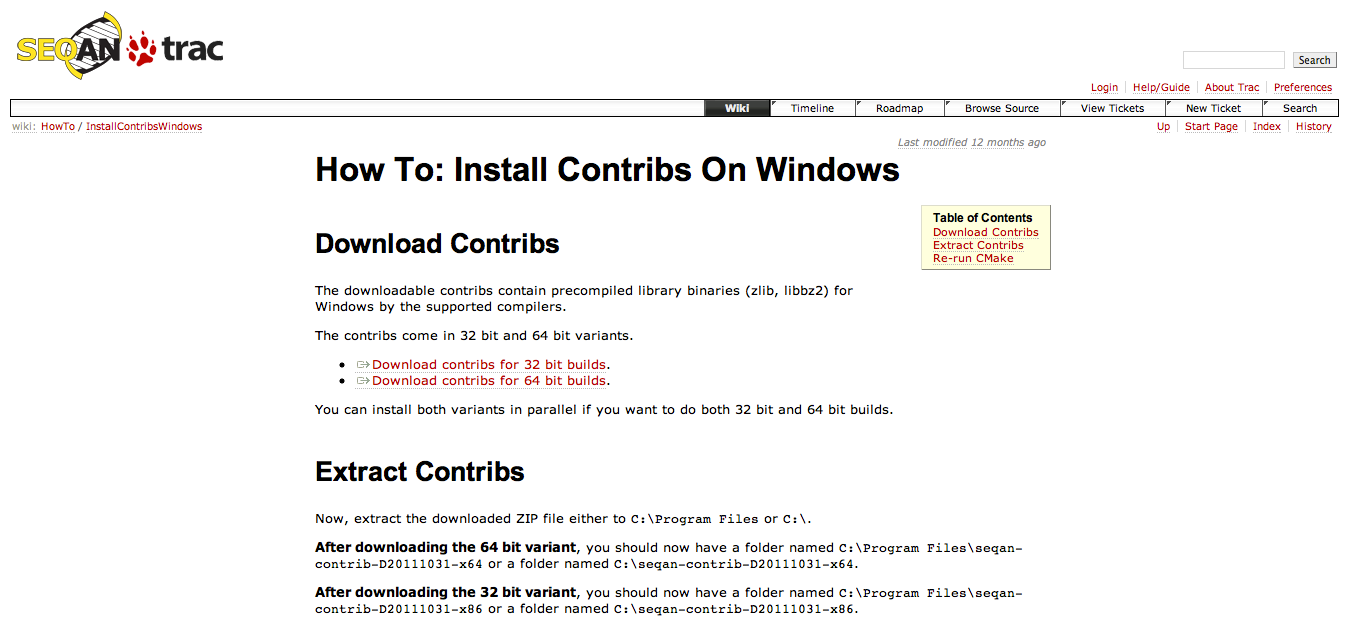 SEQAN trac
Search
Login Help/Guide About Trac Preferences
Wiki Timeline Roadmap Browse Source View Tickets New Ticket Search
wiki: HowTo / InstallContribsWindows
Up Start Page Index History
Last modified 12 months ago
How To: Install Contribs On Windows
Table of Contents
Download Contribs
Extract Contribs
Re-run CMake
Download Contribs
The downloadable contribs contain precompiled library binaries (zlib, libbz2) for
Windows by the supported compilers.
The contribs come in 32 bit and 64 bit variants.
• Download contribs for 32 bit builds.
• Download contribs for 64 bit builds.
You can install both variants in parallel if you want to do both 32 bit and 64 bit builds.
Extract Contribs
Now, extract the downloaded ZIP file either to C:\Program Files or C:\.
After downloading the 64 bit variant, you should now have a folder named C:\Program Files\seqan-
contrib-D20111031-x64 or a folder named C:\seqan-contrib-D20111031-x64.
After downloading the 32 bit variant, you should now have a folder named C:\Program Files\seqan-
contrib-D20111031-x86 or a folder named C:\seqan-contrib-D20111031-x86.